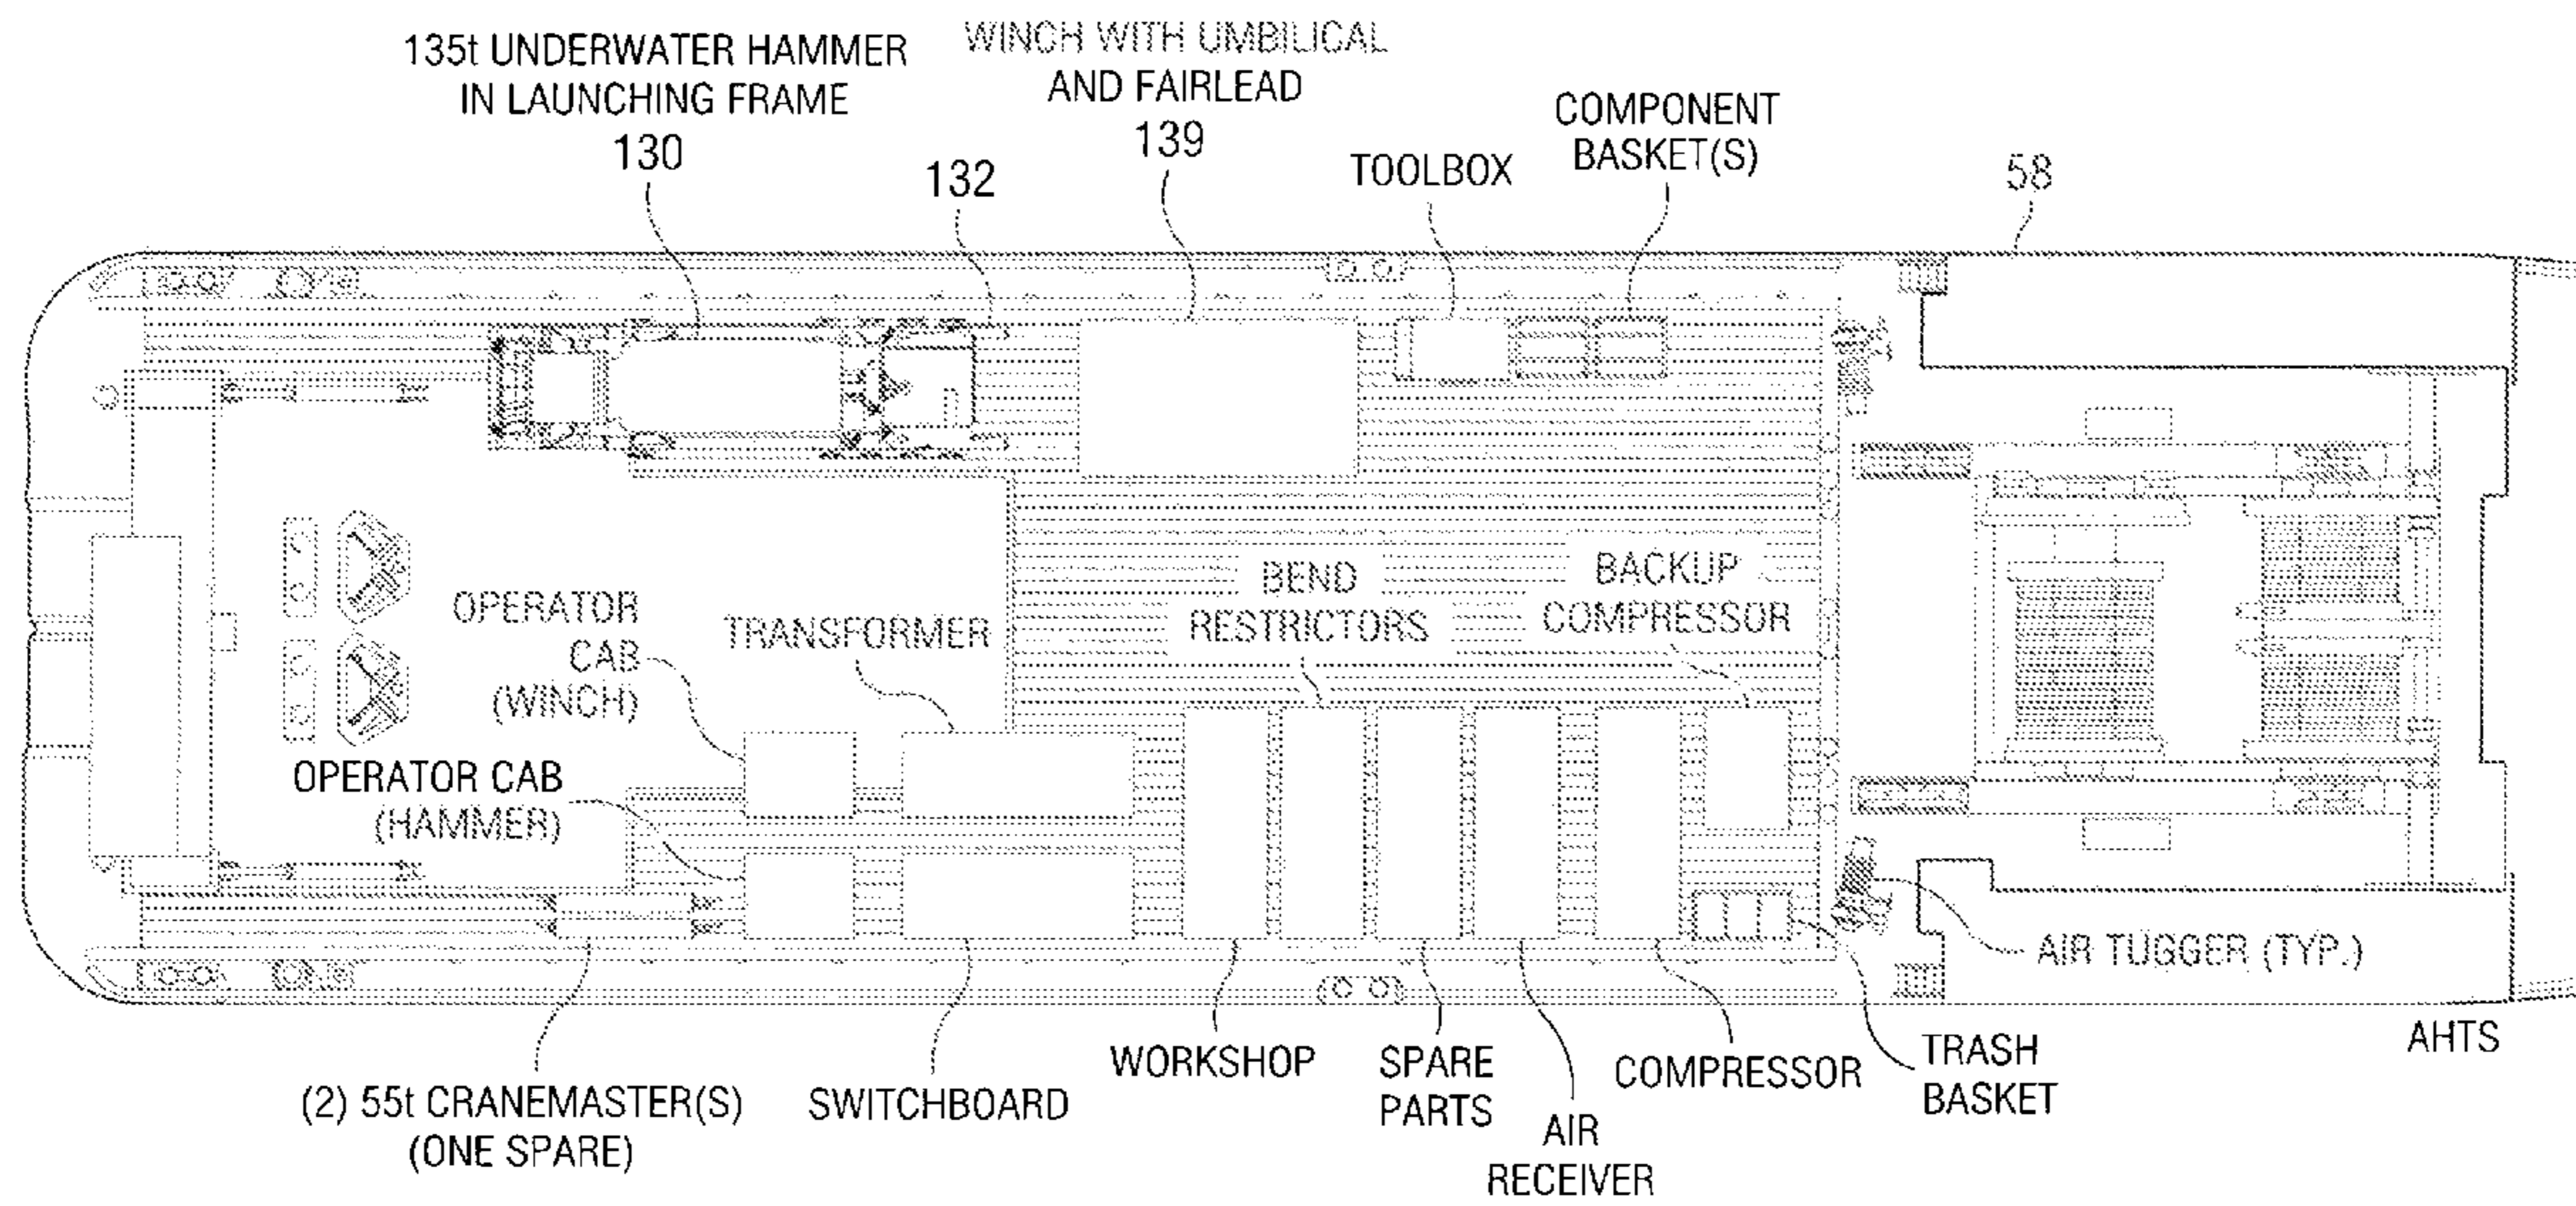 135t UNDERWATER HAMMER
IN LAUNCHING FRAME
130
132
WINCH WITH UMBILICAL
AND FAIRLEAD
139
TOOLBOX
COMPONENT
BASKET(S)
58
OPERATOR
CAB
(WINCH)
TRANSFORMER
BEND
RESTRICTORS
BACKUP
COMPRESSOR
OPERATOR CAB
(HAMMER)
(2) 55t CRANEMASTER(S)
(ONE SPARE)
SWITCHBOARD
WORKSHOP
SPARE
PARTS
AIR
RECEIVER
COMPRESSOR
TRASH
BASKET
AIR TUGGER (TYP.)
AHTS